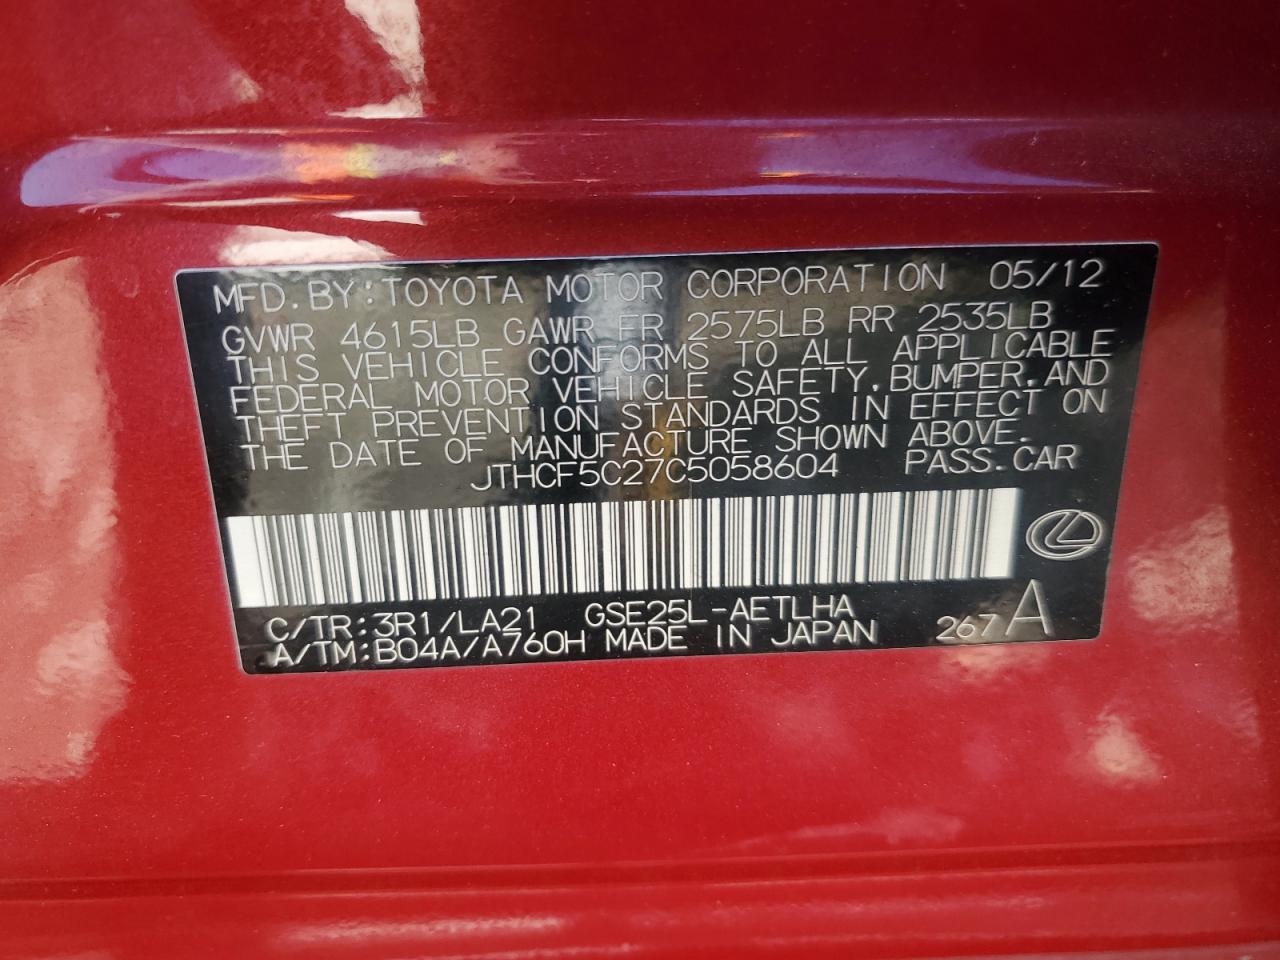 MFD.BY:TOYOTA MOTOR CORPORATION 05/12
GVWR 4615LB GAWR FR 2575LB RR 2535LB
THIS VEHICLE CONFORMS TO ALL APPLICABLE
FEDERAL MOTOR VEHICLE SAFETY,BUMPER,AND
THEFT PREVENTION STANDARDS IN EFFECT ON
THE DATE OF MANUFACTURE SHOWN ABOVE.
JTHCF5C27C5058604 PASS.CAR
C/TR:3R1/LA21 GSE25L-AETLHA
A/TM:B04A/A760H MADE IN JAPAN 267 A